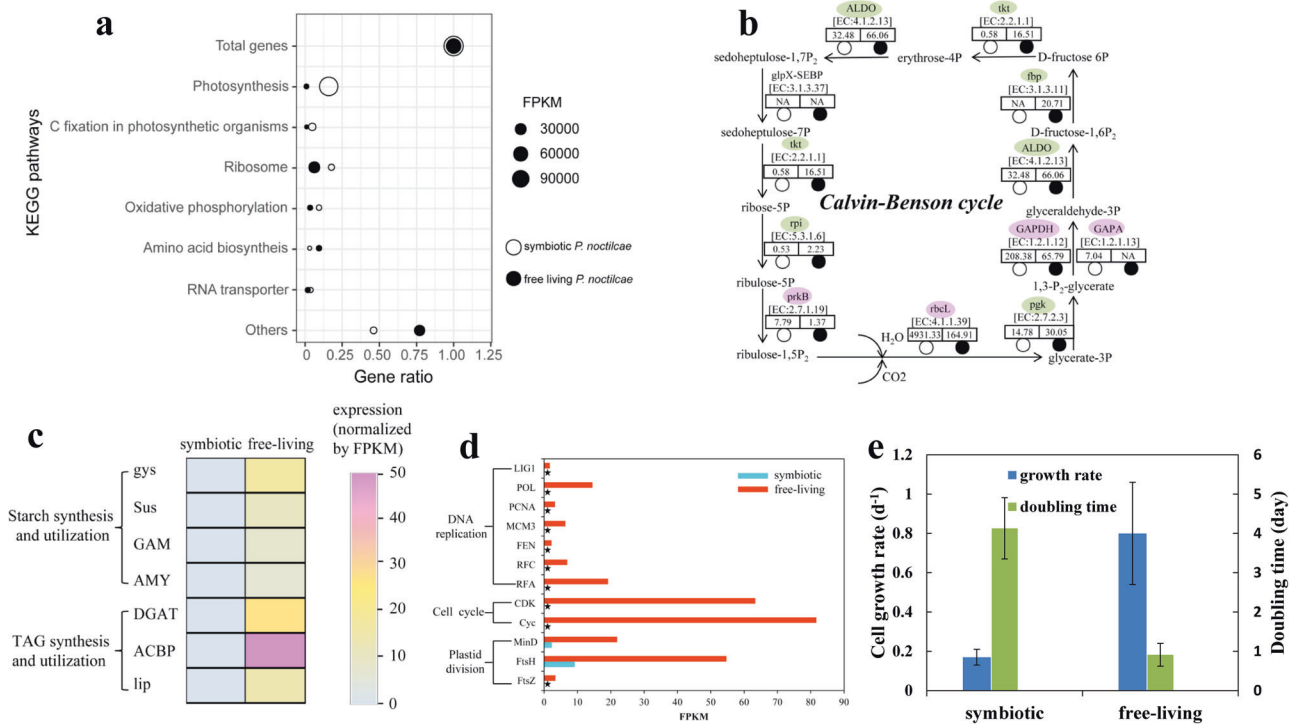 a
KEGG pathways
Total genes
Photosynthesis
C fixation in photosynthetic organisms
Ribosome
Oxidative phosphorylation
Amino acid biosyntheis
RNA transporter
Others
0.00 0.25 0.50 0.75 1.00 1.25
Gene ratio
FPKM
30000
60000
90000
symbiotic P. noctilcae
free living P. noctilcae
b
ALDO
[EC:4.1.2.13]
32.48 66.06
tkt
[EC:2.2.1.1]
0.58 16.51
sedoheptulose-1,7P2
erythrose-4P
D-fructose 6P
glpX-SEBP
[EC:3.1.3.37]
NA NA
fbp
[EC:3.1.3.11]
NA 20.71
sedoheptulose-7P
D-fructose-1,6P2
tkt
[EC:2.2.1.1]
0.58 16.51
ALDO
[EC:4.1.2.13]
32.48 66.06
Calvin-Benson cycle
ribose-5P
glyceraldehyde-3P
rpi
[EC:5.3.1.6]
0.53 2.23
GAPDH
[EC:1.2.1.12]
208.38 65.79
GAPA
[EC:1.2.1.13]
7.04 NA
ribulose-5P
1,3-P2-glycerate
prkB
[EC:2.7.1.19]
7.79 1.37
rbcL
[EC:4.1.1.39]
4931.33 164.91
pgk
[EC:2.7.2.3]
14.78 30.05
H2O
ribulose-1,5P2
glycerate-3P
CO2
c
symbiotic free-living
expression
(normalized
by FPKM)
Starch synthesis
and utilization
gys
Sus
GAM
AMY
TAG synthesis
and utilization
DGAT
ACBP
lip
50
40
30
20
10
0
d
DNA
replication
LIG1
POL
PCNA
MCM3
FEN
RFC
RFA
Cell cycle
CDK
Cyc
Plastid
division
MinD
FtsH
FtsZ
symbiotic
free-living
0 10 20 30 40 50 60 70 80 90
FPKM
e
Cell growth rate (d-1)
1.2
1
0.8
0.6
0.4
0.2
0
growth rate
doubling time
6
5
4
3
2
1
0
Doubling time (day)
symbiotic free-living